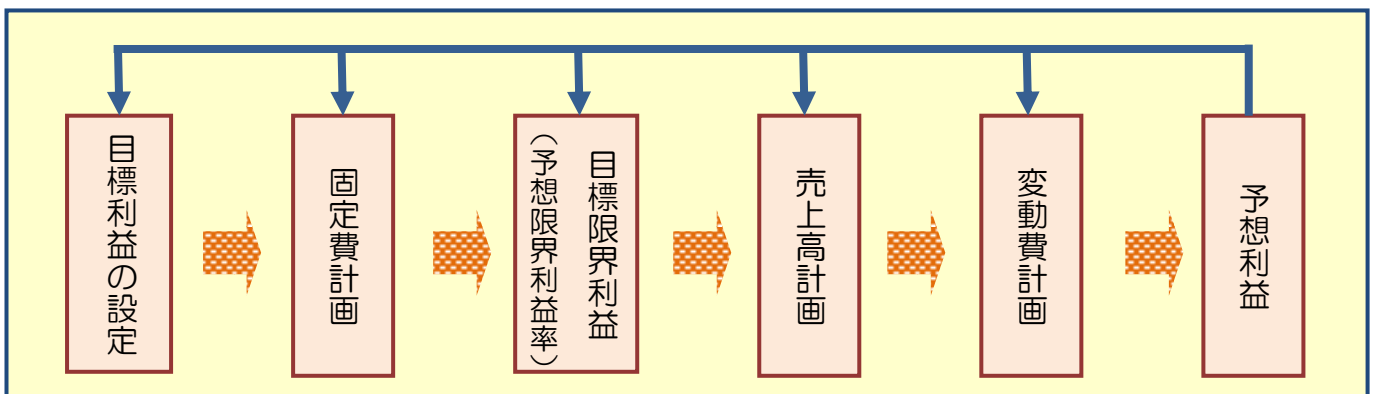 目標利益の設定
固定費計画
目標限界利益
（予想限界利益率）
売上高計画
変動費計画
予想利益